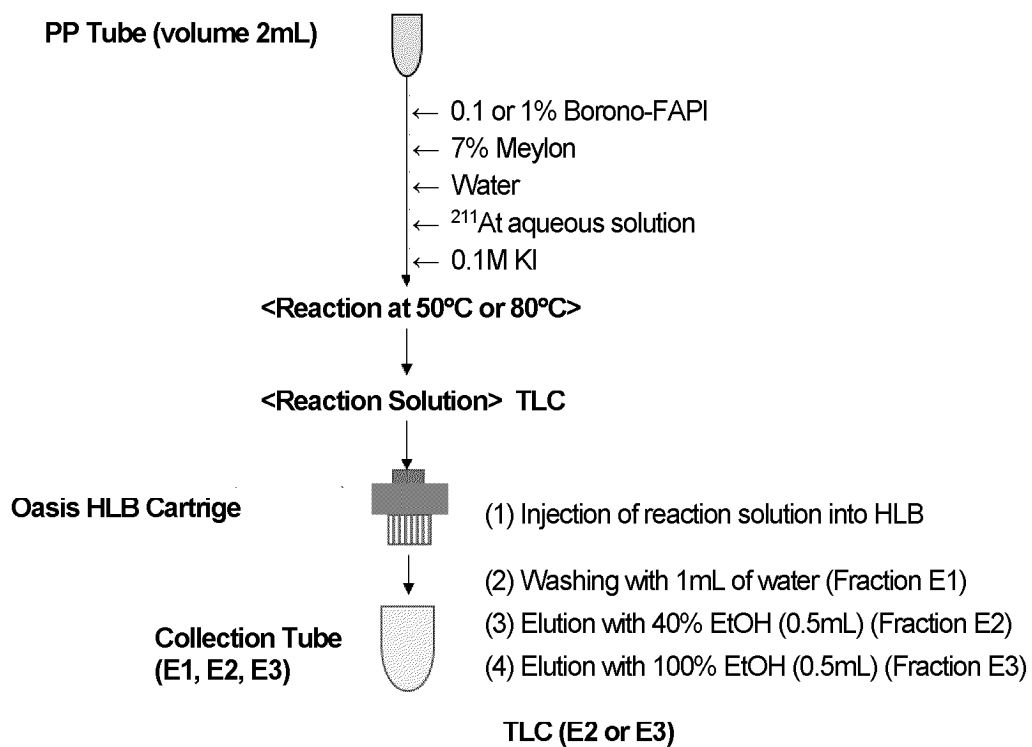 PP Tube (volume 2mL)
← 0.1 or 1% Borono-FAPI
← 7% Meylon
← Water
← ²¹¹At aqueous solution
← 0.1M KI
<Reaction at 50ºC or 80ºC>
<Reaction Solution> TLC
Oasis HLB Cartrige
(1) Injection of reaction solution into HLB
(2) Washing with 1mL of water (Fraction E1)
(3) Elution with 40% EtOH (0.5mL) (Fraction E2)
(4) Elution with 100% EtOH (0.5mL) (Fraction E3)
Collection Tube
(E1, E2, E3)
TLC (E2 or E3)